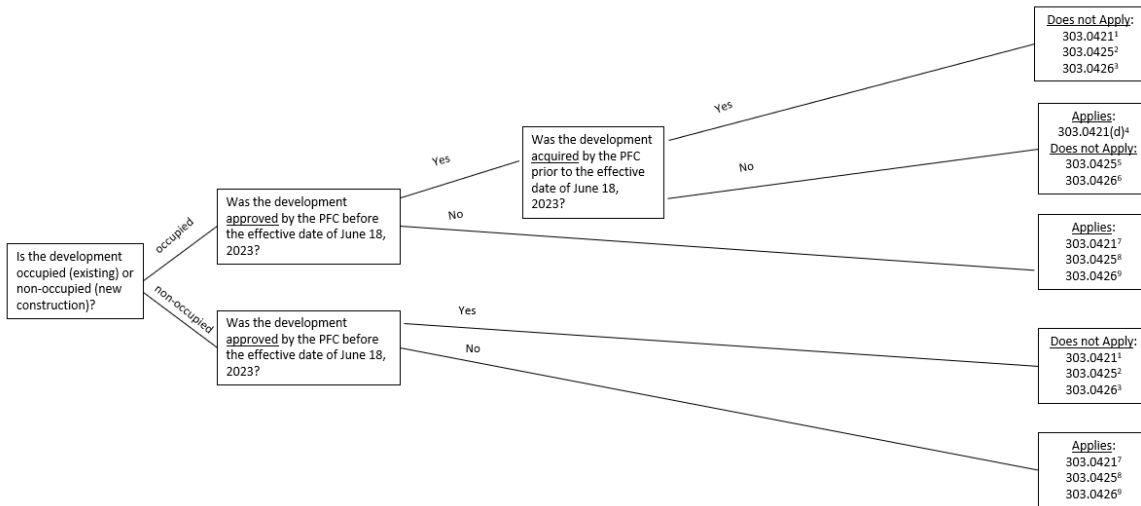 Is the development
occupied (existing) or
non-occupied (new
construction)?
occupied
non-occupied
Was the development
approved by the PFC before
the effective date of June 18,
2023?
Yes
No
Was the development
acquired by the PFC
prior to the effective
date of June 18,
2023?
Yes
No
Does not Apply:
303.0421¹
303.0425²
303.0426³
Applies:
303.0421(d)⁴
Does not Apply:
303.0425⁵
303.0426⁶
Applies:
303.0421⁷
303.0425⁸
303.0426⁹
Was the development
approved by the PFC before
the effective date of June 18,
2023?
Yes
No
Does not Apply:
303.0421¹
303.0425²
303.0426³
Applies:
303.0421⁷
303.0425⁸
303.0426⁹